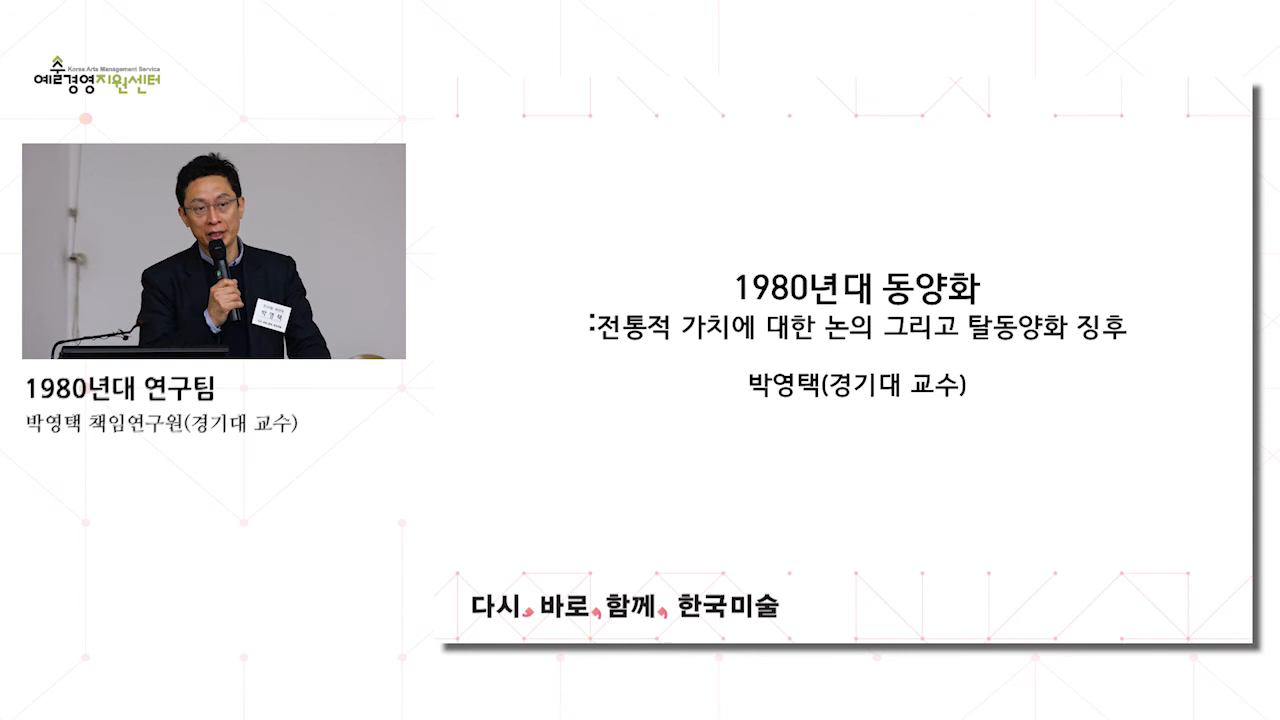 Korea Arts Management Service
예술경영지원센터
박영택
1980년대 연구팀
박영택 책임연구원(경기대 교수)
1980년대 동양화
:전통적 가치에 대한 논의 그리고 탈동양화 징후
박영택(경기대 교수)
다시, 바로, 함께, 한국미술